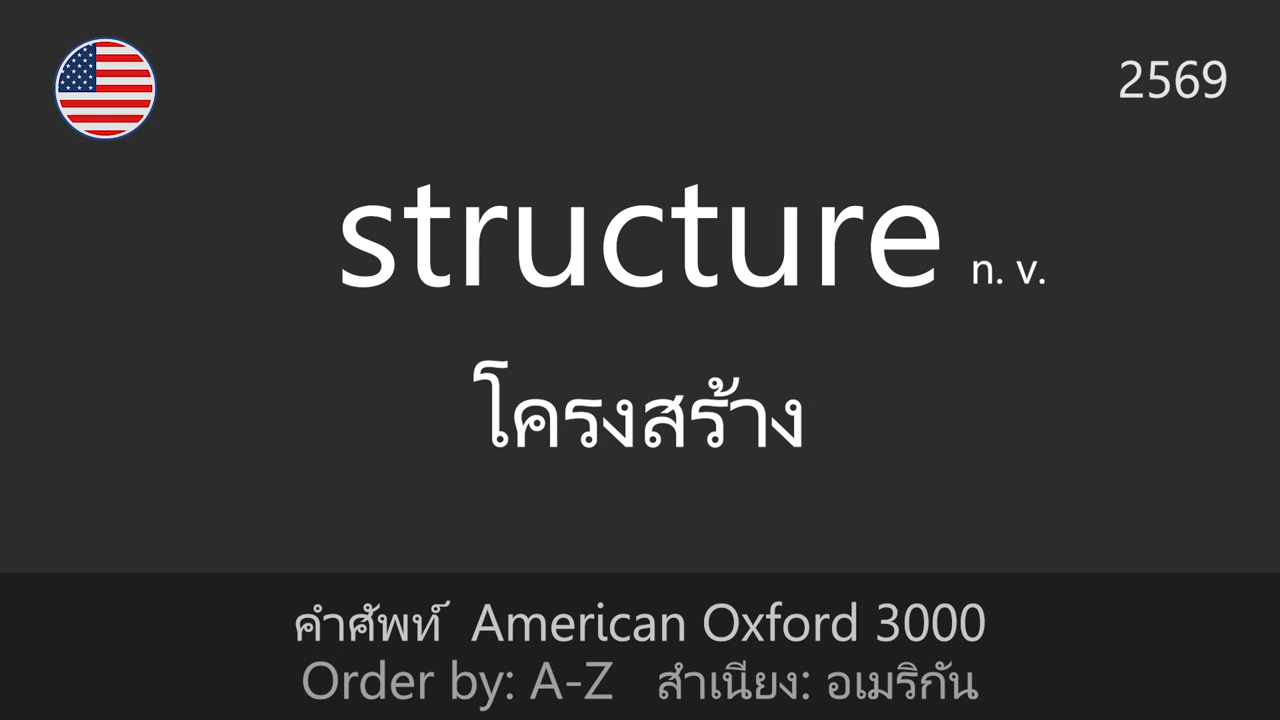 2569
structure n. v.
โครงสร้าง
คำศัพท์ American Oxford 3000
Order by: A-Z สำเนียง: อเมริกัน